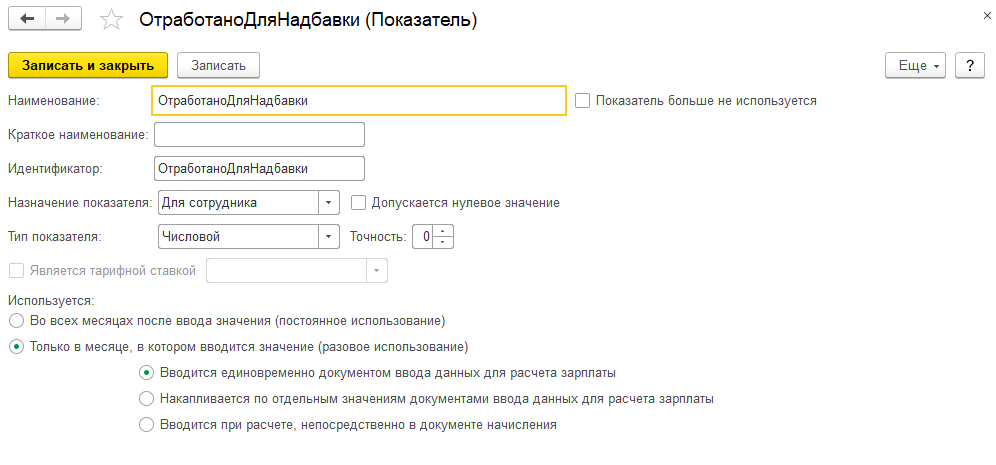 ОтработаноДляНадбавки (Показатель)
Записать и закрыть Записать Еще ?
Наименование: ОтработаноДляНадбавки Показатель больше не используется
Краткое наименование:
Идентификатор: ОтработаноДляНадбавки
Назначение показателя: Для сотрудника Допускается нулевое значение
Тип показателя: Числовой Точность: 0
Является тарифной ставкой
Используется:
Во всех месяцах после ввода значения (постоянное использование)
Только в месяце, в котором вводится значение (разовое использование)
Вводится единовременно документом ввода данных для расчета зарплаты
Накапливается по отдельным значениям документами ввода данных для расчета зарплаты
Вводится при расчете, непосредственно в документе начисления